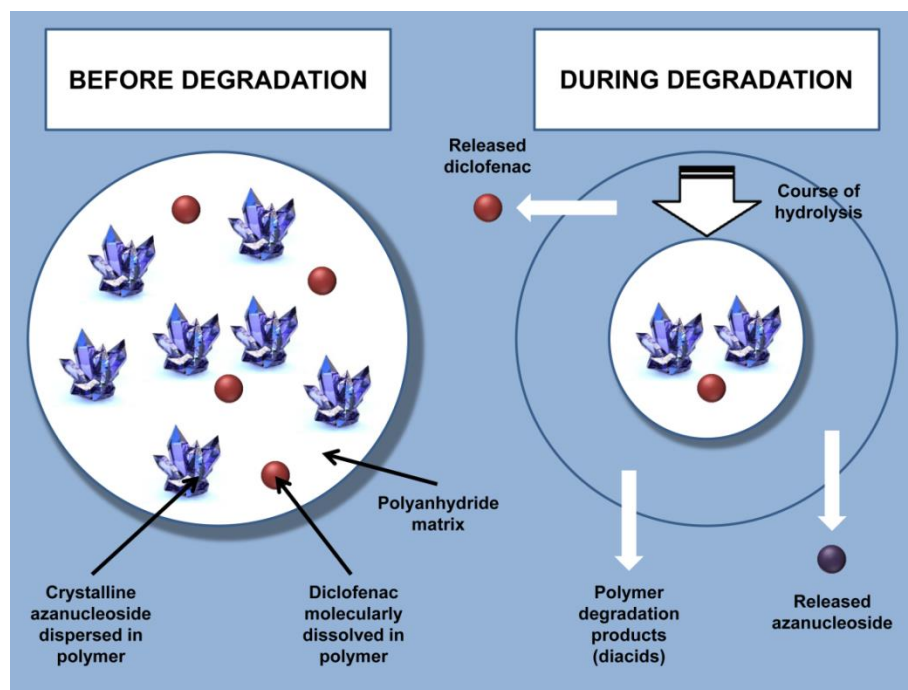 BEFORE DEGRADATION
DURING DEGRADATION
Released
diclofenac
Course of
hydrolysis
Polyanhydride
matrix
Crystalline
azanucleoside
dispersed in
polymer
Diclofenac
molecularly
dissolved in
polymer
Polymer
degradation
products
(diacids)
Released
azanucleoside